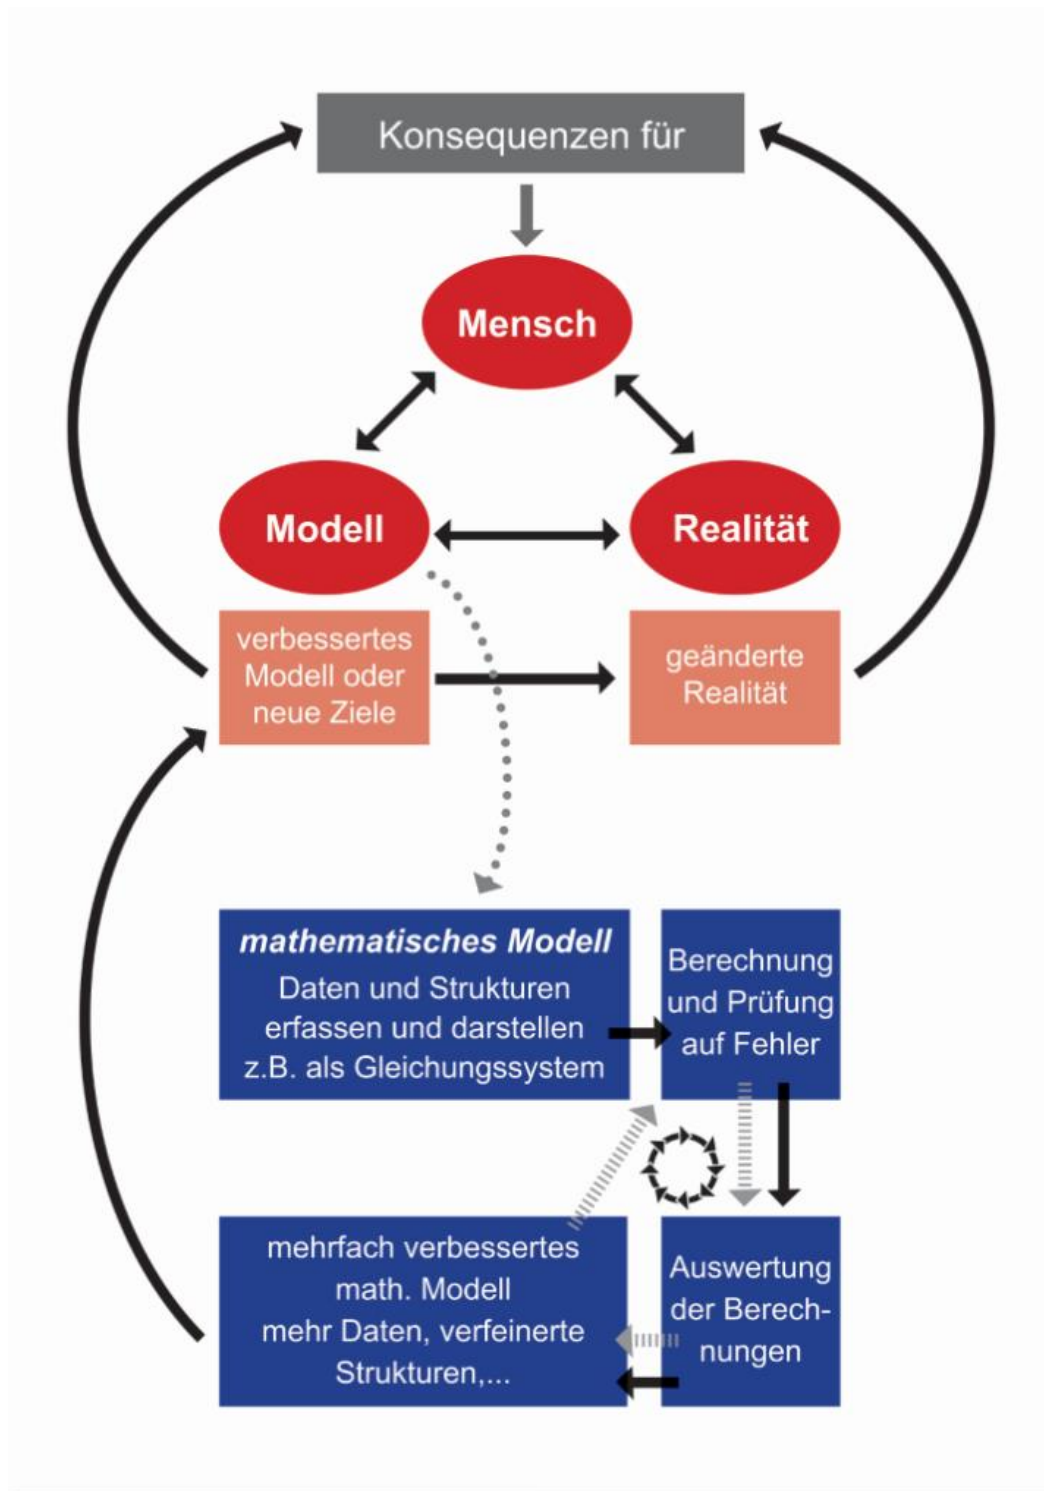 Konsequenzen für
Mensch
Modell
Realität
verbessertes
Modell oder
neue Ziele
geänderte
Realität
mathematisches Modell
Daten und Strukturen
erfassen und darstellen
z.B. als Gleichungssystem
Berechnung
und Prüfung
auf Fehler
mehrfach verbessertes
math. Modell
mehr Daten, verfeinerte
Strukturen,...
Auswertung
der Berech-
nungen